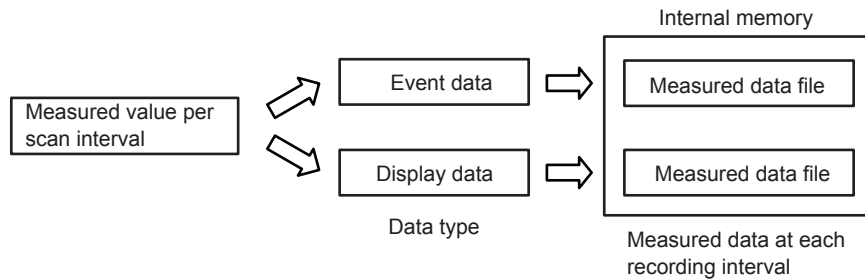 Internal memory
Measured value per
scan interval
Event data
Measured data file
Display data
Measured data file
Data type
Measured data at each
recording interval